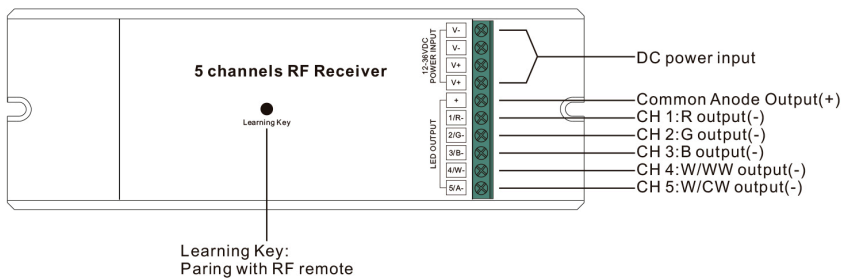 5 channels RF Receiver
Learning Key
12-36VDC
POWER INPUT
V-
V-
V+
V+
LED OUTPUT
+
1/R-
2/G-
3/B-
4/W-
5/A-
DC power input
Common Anode Output(+)
CH 1:R output(-)
CH 2:G output(-)
CH 3:B output(-)
CH 4:W/WW output(-)
CH 5:W/CW output(-)
Learning Key:
Paring with RF remote